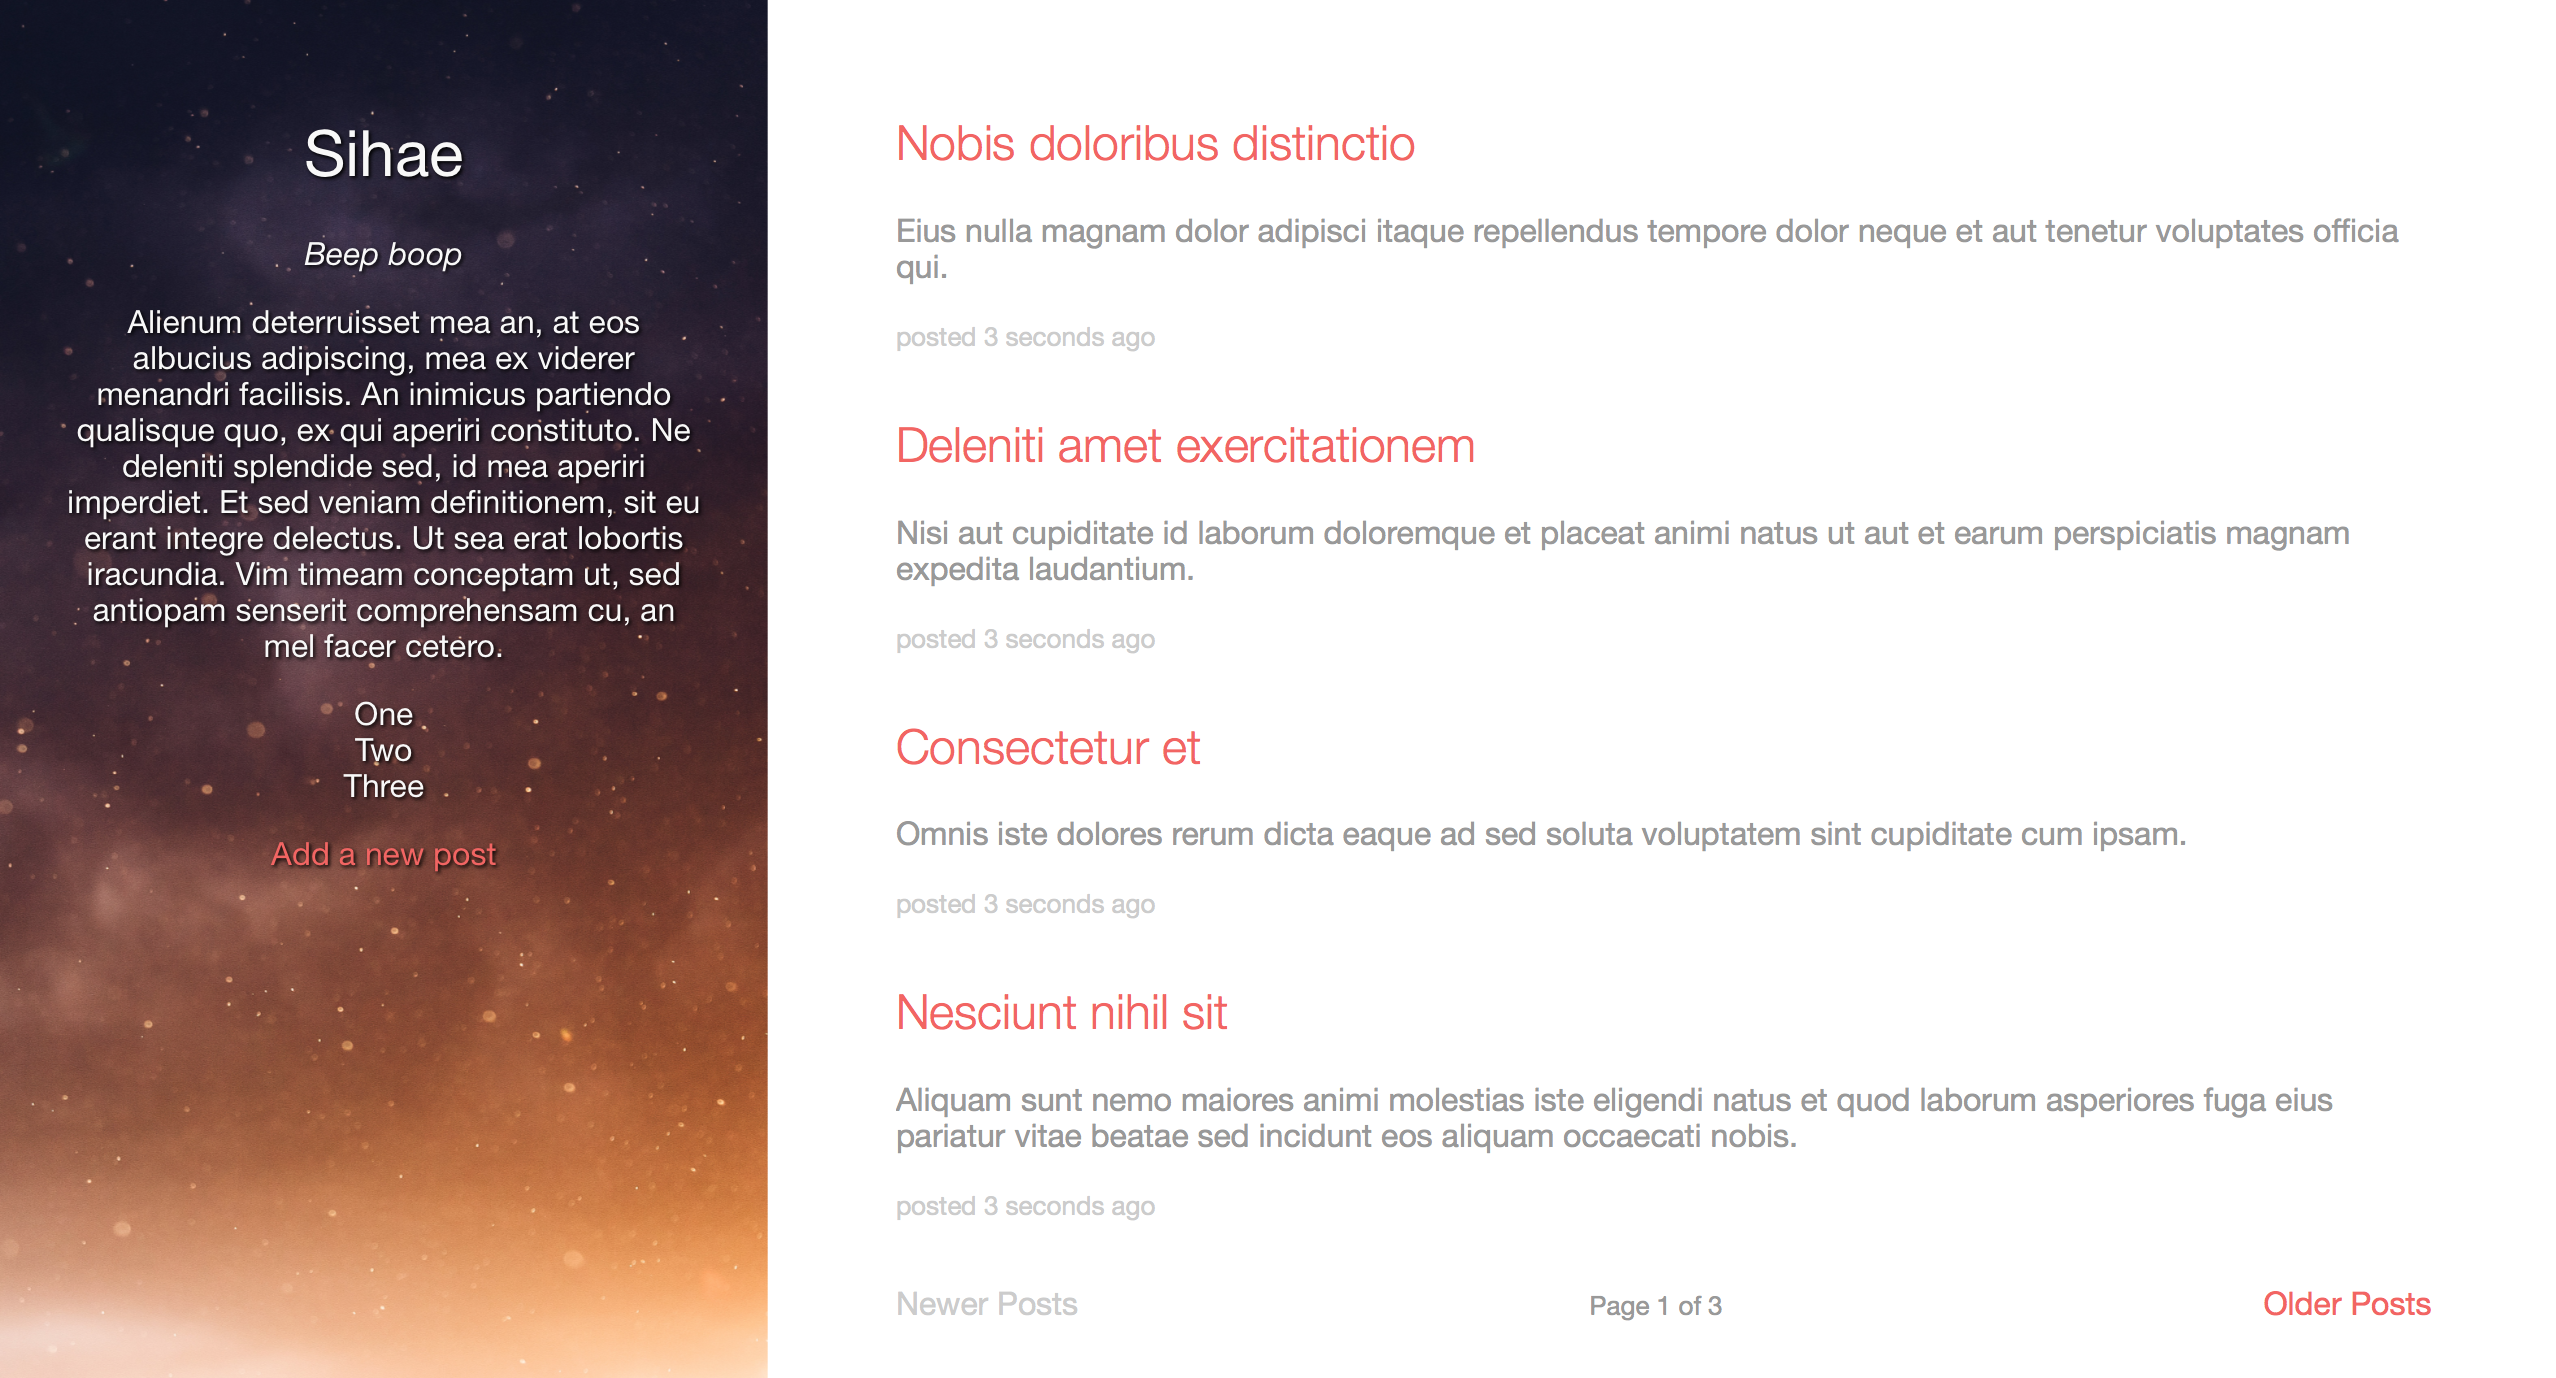 Sihae
Beep boop
Alienum deterruisset mea an, at eos
albucius adipiscing, mea ex viderer
menandri facilisis. An inimicus partiendo
qualisque quo, ex qui aperiri constituto. Ne
deleniti splendide sed, id mea aperiri
imperdiet. Et sed veniam definitionem, sit eu
erant integre delectus. Ut sea erat lobortis
iracundia. Vim timeam conceptam ut, sed
antiopam senserit comprehensam cu, an
mel facer cetero.
One
Two
Three
Add a new post
Nobis doloribus distinctio
Eius nulla magnam dolor adipisci itaque repellendus tempore dolor neque et aut tenetur voluptates officia
qui.
posted 3 seconds ago
Deleniti amet exercitationem
Nisi aut cupiditate id laborum doloremque et placeat animi natus ut aut et earum perspiciatis magnam
expedita laudantium.
posted 3 seconds ago
Consectetur et
Omnis iste dolores rerum dicta eaque ad sed soluta voluptatem sint cupiditate cum ipsam.
posted 3 seconds ago
Nesciunt nihil sit
Aliquam sunt nemo maiores animi molestias iste eligendi natus et quod laborum asperiores fuga eius
pariatur vitae beatae sed incidunt eos aliquam occaecati nobis.
posted 3 seconds ago
Newer Posts
Page 1 of 3
Older Posts